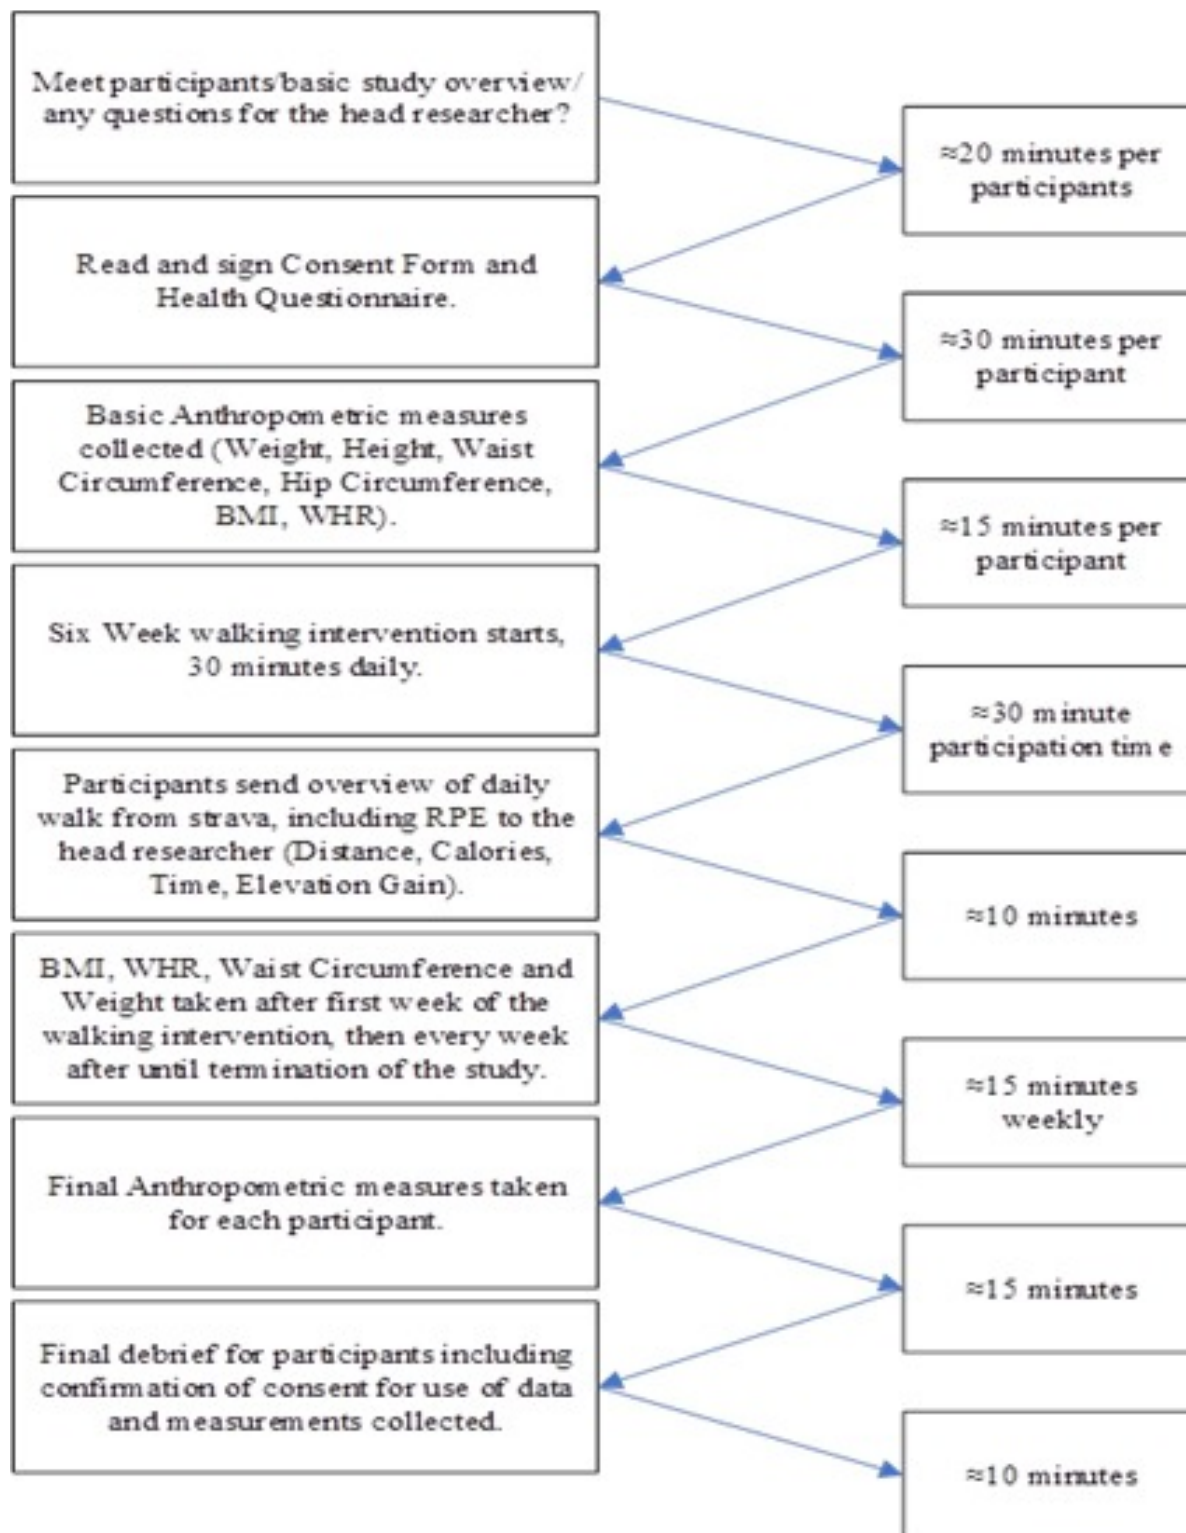 Meet participants/basic study overview/
any questions for the head researcher?
≈20 minutes per
participants
Read and sign Consent Form and
Health Questionnaire.
≈30 minutes per
participant
Basic Anthropometric measures
collected (Weight, Height, Waist
Circumference, Hip Circumference,
BMI, WHR).
≈15 minutes per
participant
Six Week walking intervention starts,
30 minutes daily.
≈30 minute
participation time
Participants send overview of daily
walk from strava, including RPE to the
head researcher (Distance, Calories,
Time, Elevation Gain).
≈10 minutes
BMI, WHR, Waist Circumference and
Weight taken after first week of the
walking intervention, then every week
after until termination of the study.
≈15 minutes
weekly
Final Anthropometric measures taken
for each participant.
≈15 minutes
Final debrief for participants including
confirmation of consent for use of data
and measurements collected.
≈10 minutes